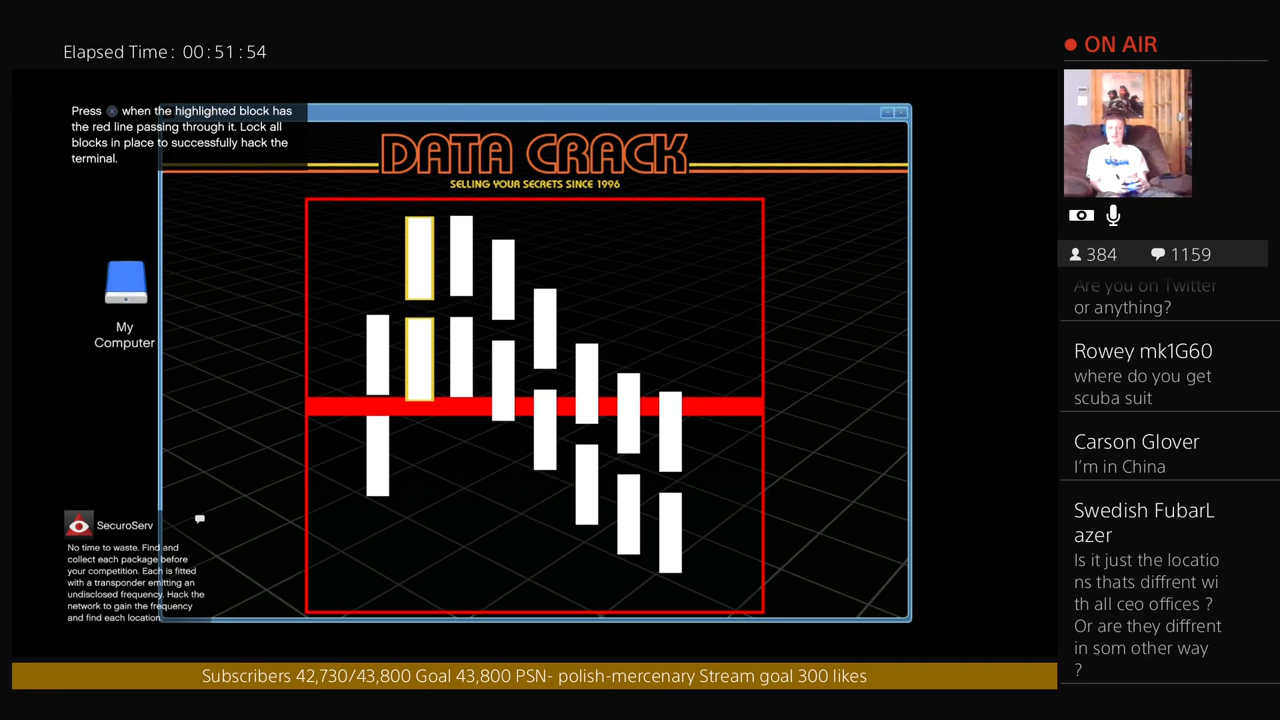 Elapsed Time: 00:51:54
ON AIR
Press ⓧ when the highlighted block has
the red line passing through it. Lock all
blocks in place to successfully hack the
terminal.
DATA CRACK
SELLING YOUR SECRETS SINCE 1996
My
Computer
SecuroServ
No time to waste. Find and
collect each package before
your competition. Each is fitted
with a transponder emitting an
undisclosed frequency. Hack the
network to gain the frequency
and find each location.
384 1159
Are you on Twitter
or anything?
Rowey mk1G60
where do you get
scuba suit
Carson Glover
I'm in China
Swedish FubarL
azer
Is it just the locatio
ns thats diffrent wi
th all ceo offices ?
Or are they diffrent
in som other way
?
Subscribers 42,730/43,800 Goal 43,800 PSN- polish-mercenary Stream goal 300 likes